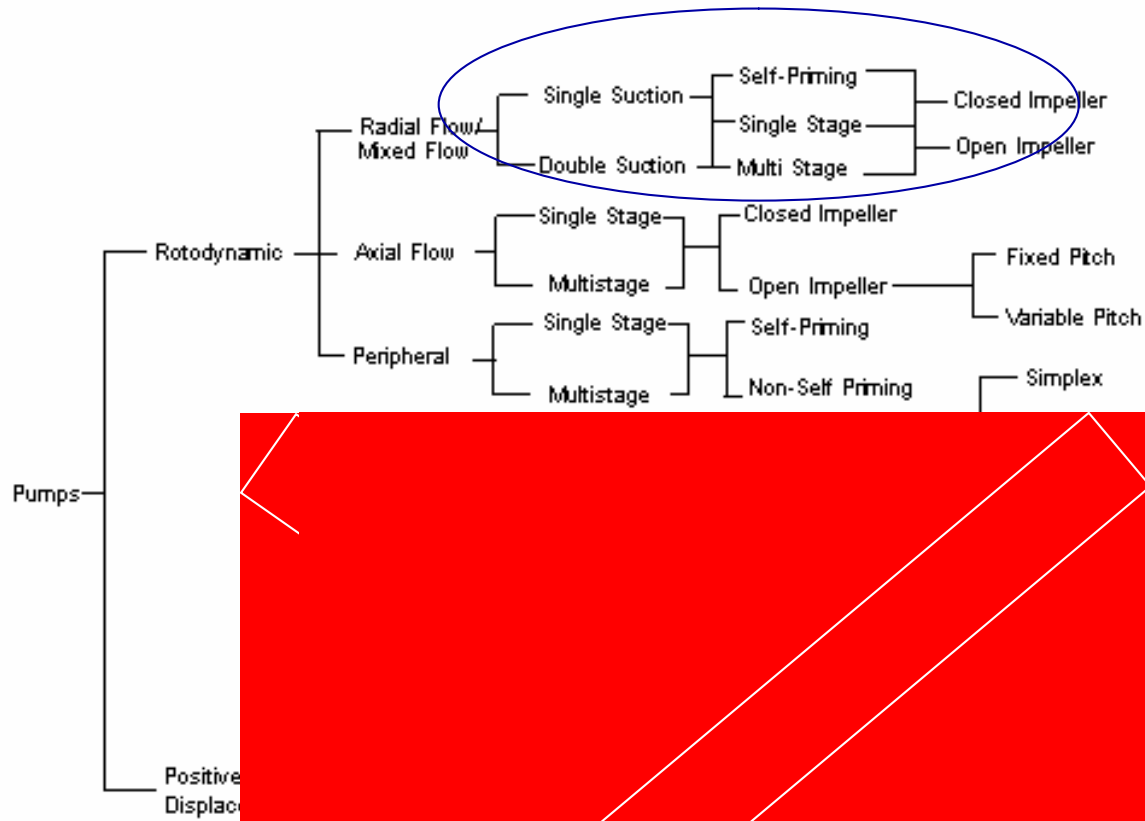 Self-Priming
Single Suction
Closed Impeller
Radial Flow/
Mixed Flow
Single Stage
Open Impeller
Double Suction
Multi Stage
Single Stage
Closed Impeller
Rotodynamic
Axial Flow
Fixed Pitch
Multistage
Open Impeller
Variable Pitch
Single Stage
Self-Priming
Peripheral
Simplex
Multistage
Non-Self Priming
Pumps
Positive